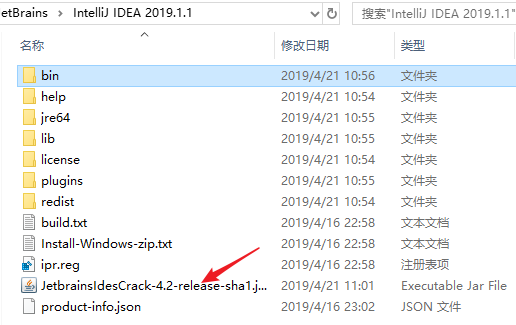 etBrains › IntelliJ IDEA 2019.1.1 搜索"IntelliJ IDEA 2019.1.1"
名称 修改日期 类型
bin 2019/4/21 10:56 文件夹
help 2019/4/21 10:54 文件夹
jre64 2019/4/21 10:55 文件夹
lib 2019/4/21 10:55 文件夹
license 2019/4/21 10:54 文件夹
plugins 2019/4/21 10:55 文件夹
redist 2019/4/21 10:54 文件夹
build.txt 2019/4/16 22:58 文本文档
Install-Windows-zip.txt 2019/4/16 22:58 文本文档
ipr.reg 2019/4/16 22:58 注册表项
JetbrainsIdesCrack-4.2-release-sha1.j... 2019/4/21 11:01 Executable Jar File
product-info.json 2019/4/16 23:02 JSON 文件